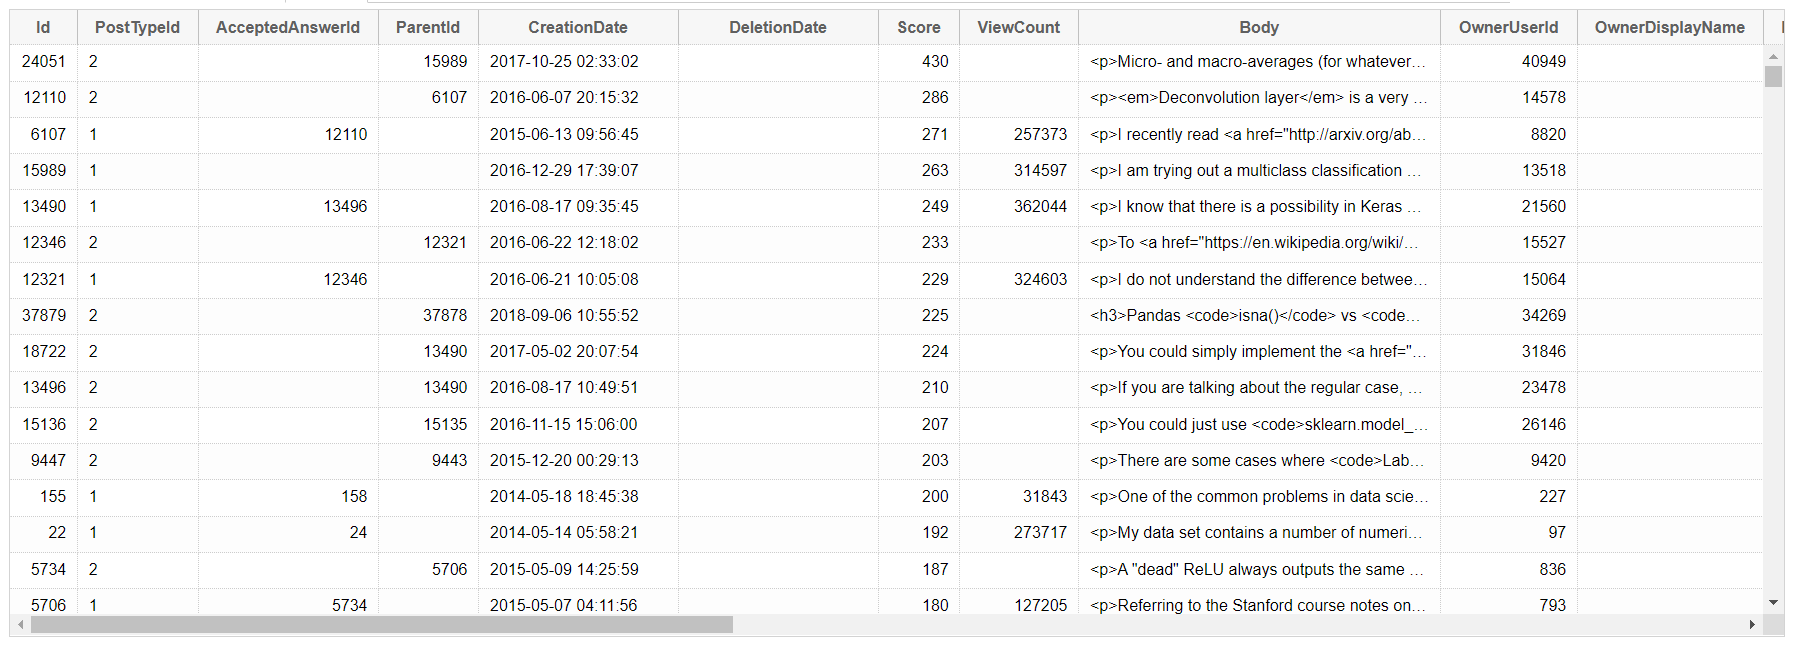 Id PostTypeId AcceptedAnswerId ParentId CreationDate DeletionDate Score ViewCount Body OwnerUserId OwnerDisplayName
24051 2 15989 2017-10-25 02:33:02 430 <p>Micro- and macro-averages (for whatever... 40949
12110 2 6107 2016-06-07 20:15:32 286 <p><em>Deconvolution layer</em> is a very ... 14578
6107 1 12110 2015-06-13 09:56:45 271 257373 <p>I recently read <a href="http://arxiv.org/ab... 8820
15989 1 2016-12-29 17:39:07 263 314597 <p>I am trying out a multiclass classification ... 13518
13490 1 13496 2016-08-17 09:35:45 249 362044 <p>I know that there is a possibility in Keras ... 21560
12346 2 12321 2016-06-22 12:18:02 233 <p>To <a href="https://en.wikipedia.org/wiki/... 15527
12321 1 12346 2016-06-21 10:05:08 229 324603 <p>I do not understand the difference betwee... 15064
37879 2 37878 2018-09-06 10:55:52 225 <h3>Pandas <code>isna()</code> vs <code... 34269
18722 2 13490 2017-05-02 20:07:54 224 <p>You could simply implement the <a href="... 31846
13496 2 13490 2016-08-17 10:49:51 210 <p>If you are talking about the regular case, ... 23478
15136 2 15135 2016-11-15 15:06:00 207 <p>You could just use <code>sklearn.model_... 26146
9447 2 9443 2015-12-20 00:29:13 203 <p>There are some cases where <code>Lab... 9420
155 1 158 2014-05-18 18:45:38 200 31843 <p>One of the common problems in data scie... 227
22 1 24 2014-05-14 05:58:21 192 273717 <p>My data set contains a number of numeri... 97
5734 2 5706 2015-05-09 14:25:59 187 <p>A "dead" ReLU always outputs the same ... 836
5706 1 5734 2015-05-07 04:11:56 180 127205 <p>Referring to the Stanford course notes on... 793